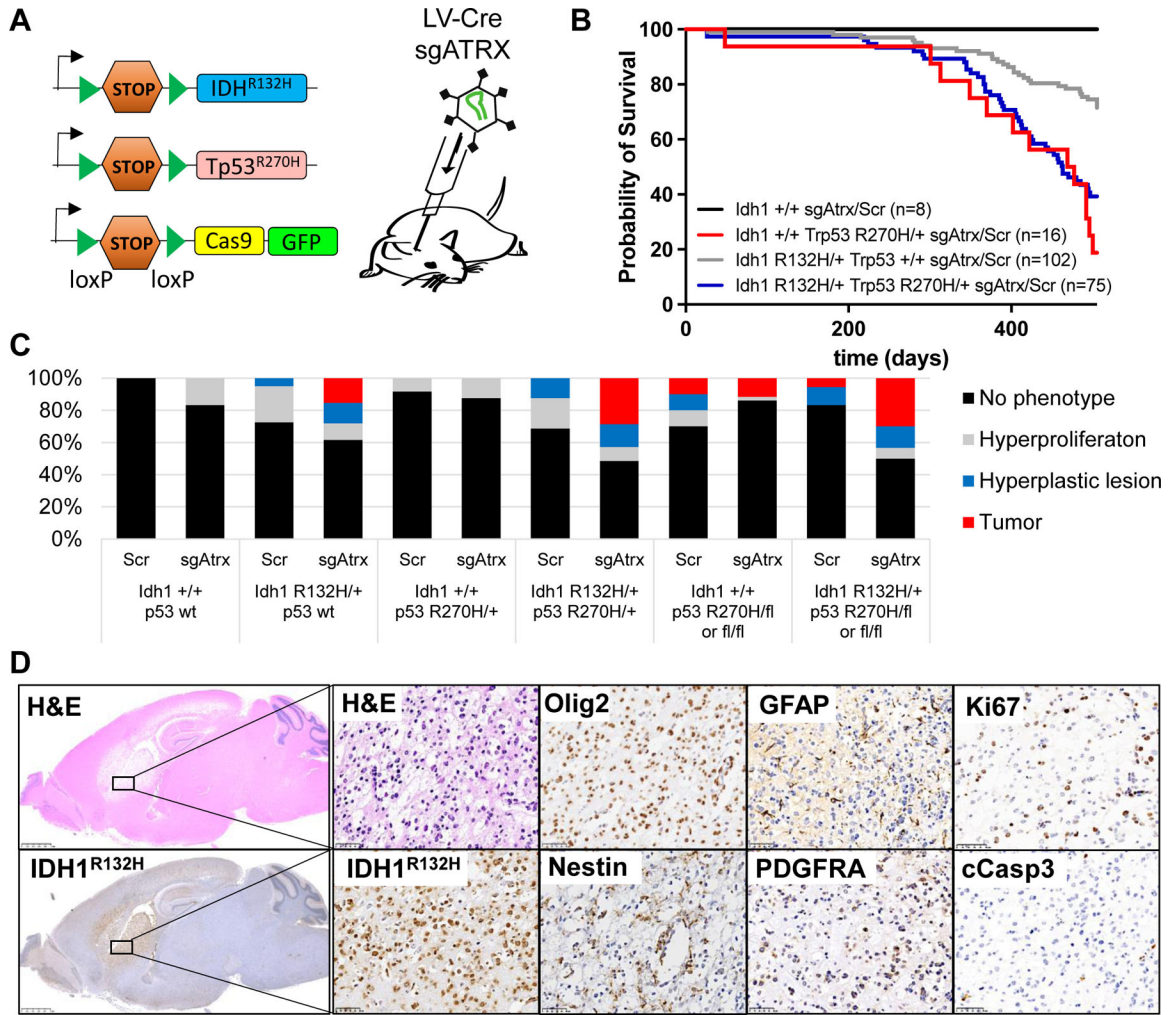 A
STOP
IDH^R132H
STOP
Tp53^R270H
STOP
Cas9
GFP
loxP
loxP
LV-Cre
sgATRX
B
Probability of Survival
100
80
60
40
20
0
0
200
400
time (days)
Idh1 +/+ sgAtrx/Scr (n=8)
Idh1 +/+ Trp53 R270H/+ sgAtrx/Scr (n=16)
Idh1 R132H/+ Trp53 +/+ sgAtrx/Scr (n=102)
Idh1 R132H/+ Trp53 R270H/+ sgAtrx/Scr (n=75)
C
100%
80%
60%
40%
20%
0%
Scr sgAtrx Scr sgAtrx Scr sgAtrx Scr sgAtrx Scr sgAtrx Scr sgAtrx
Idh1 +/+
p53 wt
Idh1 R132H/+
p53 wt
Idh1 +/+
p53 R270H/+
Idh1 R132H/+
p53 R270H/+
Idh1 +/+
p53 R270H/fl
or fl/fl
Idh1 R132H/+
p53 R270H/fl
or fl/fl
No phenotype
Hyperproliferaton
Hyperplastic lesion
Tumor
D
H&E
H&E
Olig2
GFAP
Ki67
IDH1^R132H
IDH1^R132H
Nestin
PDGFRA
cCasp3